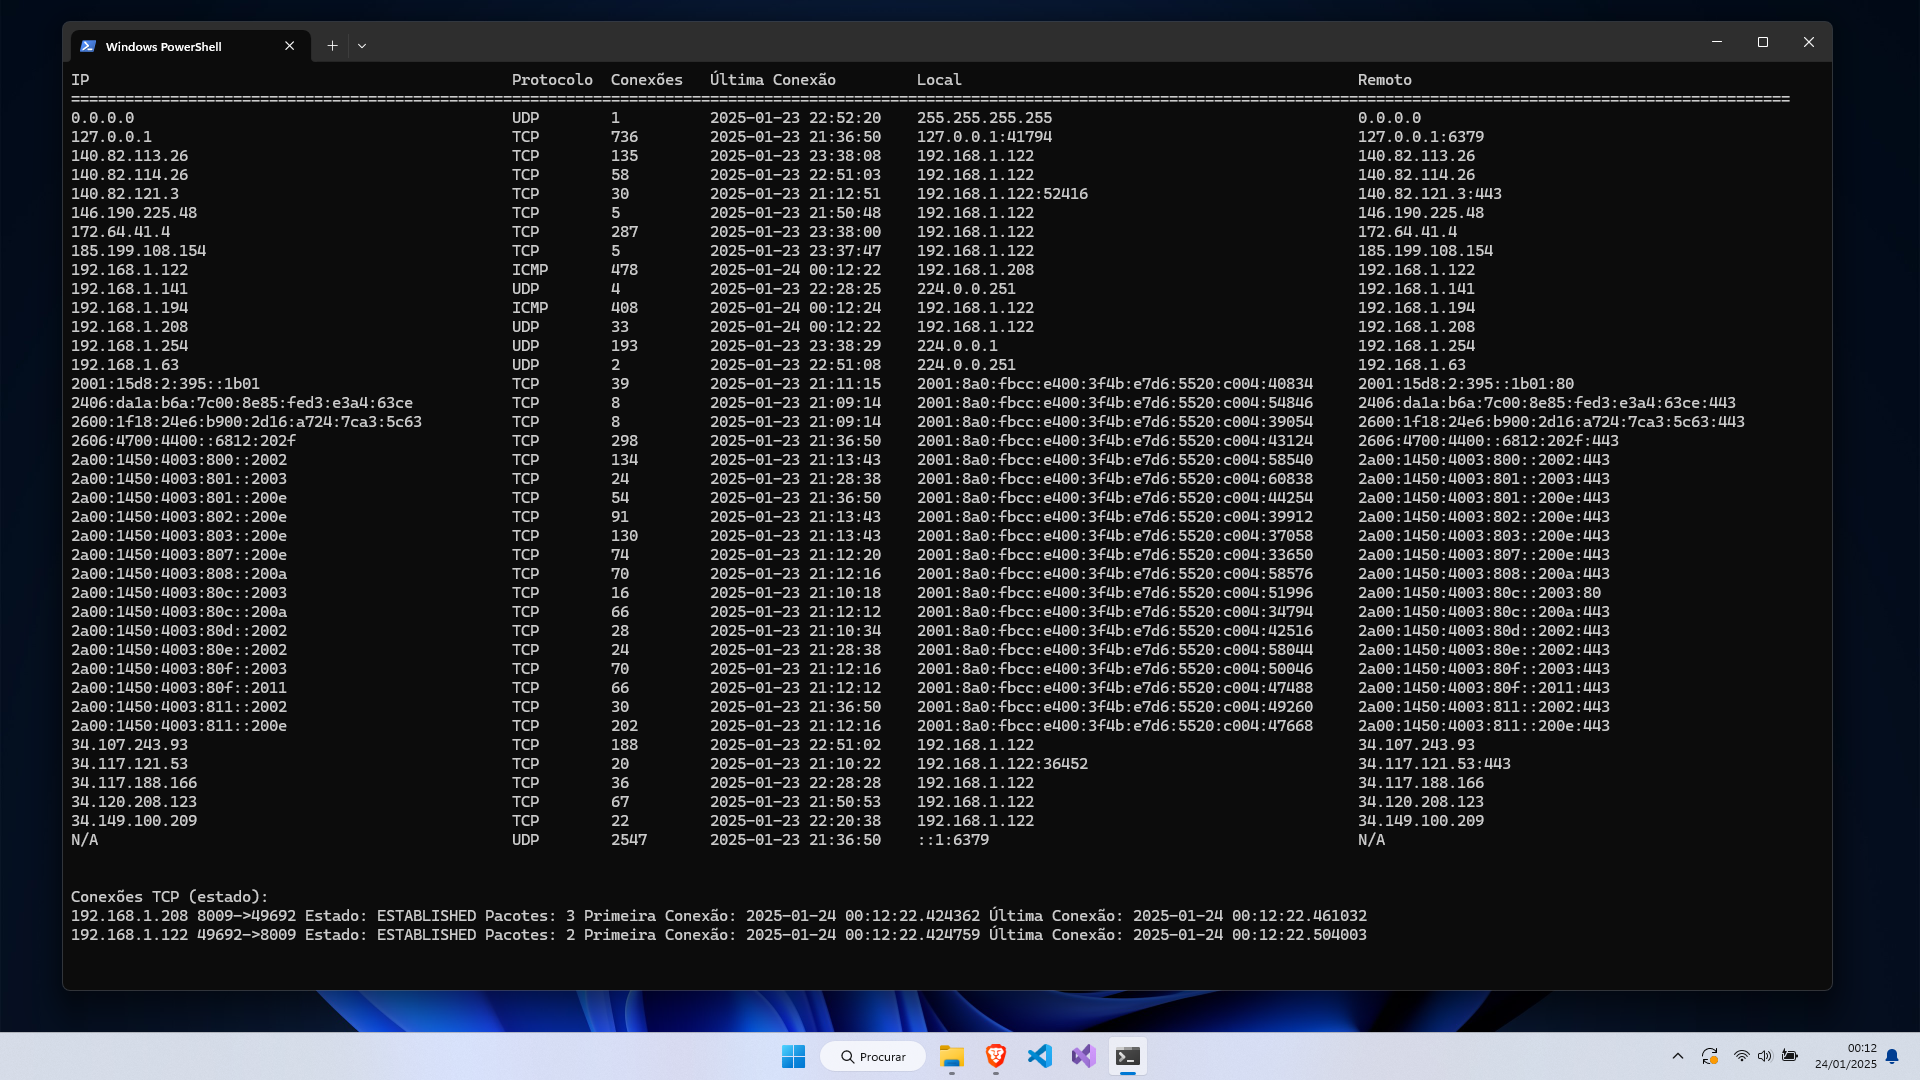 Windows PowerShell
IP Protocolo Conexões Última Conexão Local Remoto
===============================================================================================================================================================================================
0.0.0.0 UDP 1 2025-01-23 22:52:20 255.255.255.255 0.0.0.0
127.0.0.1 TCP 736 2025-01-23 21:36:50 127.0.0.1:41794 127.0.0.1:6379
140.82.113.26 TCP 135 2025-01-23 23:38:08 192.168.1.122 140.82.113.26
140.82.114.26 TCP 58 2025-01-23 22:51:03 192.168.1.122 140.82.114.26
140.82.121.3 TCP 30 2025-01-23 21:12:51 192.168.1.122:52416 140.82.121.3:443
146.190.225.48 TCP 5 2025-01-23 21:50:48 192.168.1.122 146.190.225.48
172.64.41.4 TCP 287 2025-01-23 23:38:00 192.168.1.122 172.64.41.4
185.199.108.154 TCP 5 2025-01-23 23:37:47 192.168.1.122 185.199.108.154
192.168.1.122 ICMP 478 2025-01-24 00:12:22 192.168.1.208 192.168.1.122
192.168.1.141 UDP 4 2025-01-23 22:28:25 224.0.0.251 192.168.1.141
192.168.1.194 ICMP 408 2025-01-24 00:12:24 192.168.1.122 192.168.1.194
192.168.1.208 UDP 33 2025-01-24 00:12:22 192.168.1.122 192.168.1.208
192.168.1.254 UDP 193 2025-01-23 23:38:29 224.0.0.1 192.168.1.254
192.168.1.63 UDP 2 2025-01-23 22:51:08 224.0.0.251 192.168.1.63
2001:15d8:2:395::1b01 TCP 39 2025-01-23 21:11:15 2001:8a0:fbcc:e400:3f4b:e7d6:5520:c004:40834 2001:15d8:2:395::1b01:80
2406:da1a:b6a:7c00:8e85:fed3:e3a4:63ce TCP 8 2025-01-23 21:09:14 2001:8a0:fbcc:e400:3f4b:e7d6:5520:c004:54846 2406:da1a:b6a:7c00:8e85:fed3:e3a4:63ce:443
2600:1f18:24e6:b900:2d16:a724:7ca3:5c63 TCP 8 2025-01-23 21:09:14 2001:8a0:fbcc:e400:3f4b:e7d6:5520:c004:39054 2600:1f18:24e6:b900:2d16:a724:7ca3:5c63:443
2606:4700:4400::6812:202f TCP 298 2025-01-23 21:36:50 2001:8a0:fbcc:e400:3f4b:e7d6:5520:c004:43124 2606:4700:4400::6812:202f:443
2a00:1450:4003:800::2002 TCP 134 2025-01-23 21:13:43 2001:8a0:fbcc:e400:3f4b:e7d6:5520:c004:58540 2a00:1450:4003:800::2002:443
2a00:1450:4003:801::2003 TCP 24 2025-01-23 21:28:38 2001:8a0:fbcc:e400:3f4b:e7d6:5520:c004:60838 2a00:1450:4003:801::2003:443
2a00:1450:4003:801::200e TCP 54 2025-01-23 21:36:50 2001:8a0:fbcc:e400:3f4b:e7d6:5520:c004:44254 2a00:1450:4003:801::200e:443
2a00:1450:4003:802::200e TCP 91 2025-01-23 21:13:43 2001:8a0:fbcc:e400:3f4b:e7d6:5520:c004:39912 2a00:1450:4003:802::200e:443
2a00:1450:4003:803::200e TCP 130 2025-01-23 21:13:43 2001:8a0:fbcc:e400:3f4b:e7d6:5520:c004:37058 2a00:1450:4003:803::200e:443
2a00:1450:4003:807::200e TCP 74 2025-01-23 21:12:20 2001:8a0:fbcc:e400:3f4b:e7d6:5520:c004:33650 2a00:1450:4003:807::200e:443
2a00:1450:4003:808::200a TCP 70 2025-01-23 21:12:16 2001:8a0:fbcc:e400:3f4b:e7d6:5520:c004:58576 2a00:1450:4003:808::200a:443
2a00:1450:4003:80c::2003 TCP 16 2025-01-23 21:10:18 2001:8a0:fbcc:e400:3f4b:e7d6:5520:c004:51996 2a00:1450:4003:80c::2003:80
2a00:1450:4003:80c::200a TCP 66 2025-01-23 21:12:12 2001:8a0:fbcc:e400:3f4b:e7d6:5520:c004:34794 2a00:1450:4003:80c::200a:443
2a00:1450:4003:80d::2002 TCP 28 2025-01-23 21:10:34 2001:8a0:fbcc:e400:3f4b:e7d6:5520:c004:42516 2a00:1450:4003:80d::2002:443
2a00:1450:4003:80e::2002 TCP 24 2025-01-23 21:28:38 2001:8a0:fbcc:e400:3f4b:e7d6:5520:c004:58044 2a00:1450:4003:80e::2002:443
2a00:1450:4003:80f::2003 TCP 70 2025-01-23 21:12:16 2001:8a0:fbcc:e400:3f4b:e7d6:5520:c004:50046 2a00:1450:4003:80f::2003:443
2a00:1450:4003:80f::2011 TCP 66 2025-01-23 21:12:12 2001:8a0:fbcc:e400:3f4b:e7d6:5520:c004:47488 2a00:1450:4003:80f::2011:443
2a00:1450:4003:811::2002 TCP 30 2025-01-23 21:36:50 2001:8a0:fbcc:e400:3f4b:e7d6:5520:c004:49260 2a00:1450:4003:811::2002:443
2a00:1450:4003:811::200e TCP 202 2025-01-23 21:12:16 2001:8a0:fbcc:e400:3f4b:e7d6:5520:c004:47668 2a00:1450:4003:811::200e:443
34.107.243.93 TCP 188 2025-01-23 22:51:02 192.168.1.122 34.107.243.93
34.117.121.53 TCP 20 2025-01-23 21:10:22 192.168.1.122:36452 34.117.121.53:443
34.117.188.166 TCP 36 2025-01-23 22:28:28 192.168.1.122 34.117.188.166
34.120.208.123 TCP 67 2025-01-23 21:50:53 192.168.1.122 34.120.208.123
34.149.100.209 TCP 22 2025-01-23 22:20:38 192.168.1.122 34.149.100.209
N/A UDP 2547 2025-01-23 21:36:50 ::1:6379 N/A
Conexões TCP (estado):
192.168.1.208 8009->49692 Estado: ESTABLISHED Pacotes: 3 Primeira Conexão: 2025-01-24 00:12:22.424362 Última Conexão: 2025-01-24 00:12:22.461032
192.168.1.122 49692->8009 Estado: ESTABLISHED Pacotes: 2 Primeira Conexão: 2025-01-24 00:12:22.424759 Última Conexão: 2025-01-24 00:12:22.504003
Procurar
00:12
24/01/2025